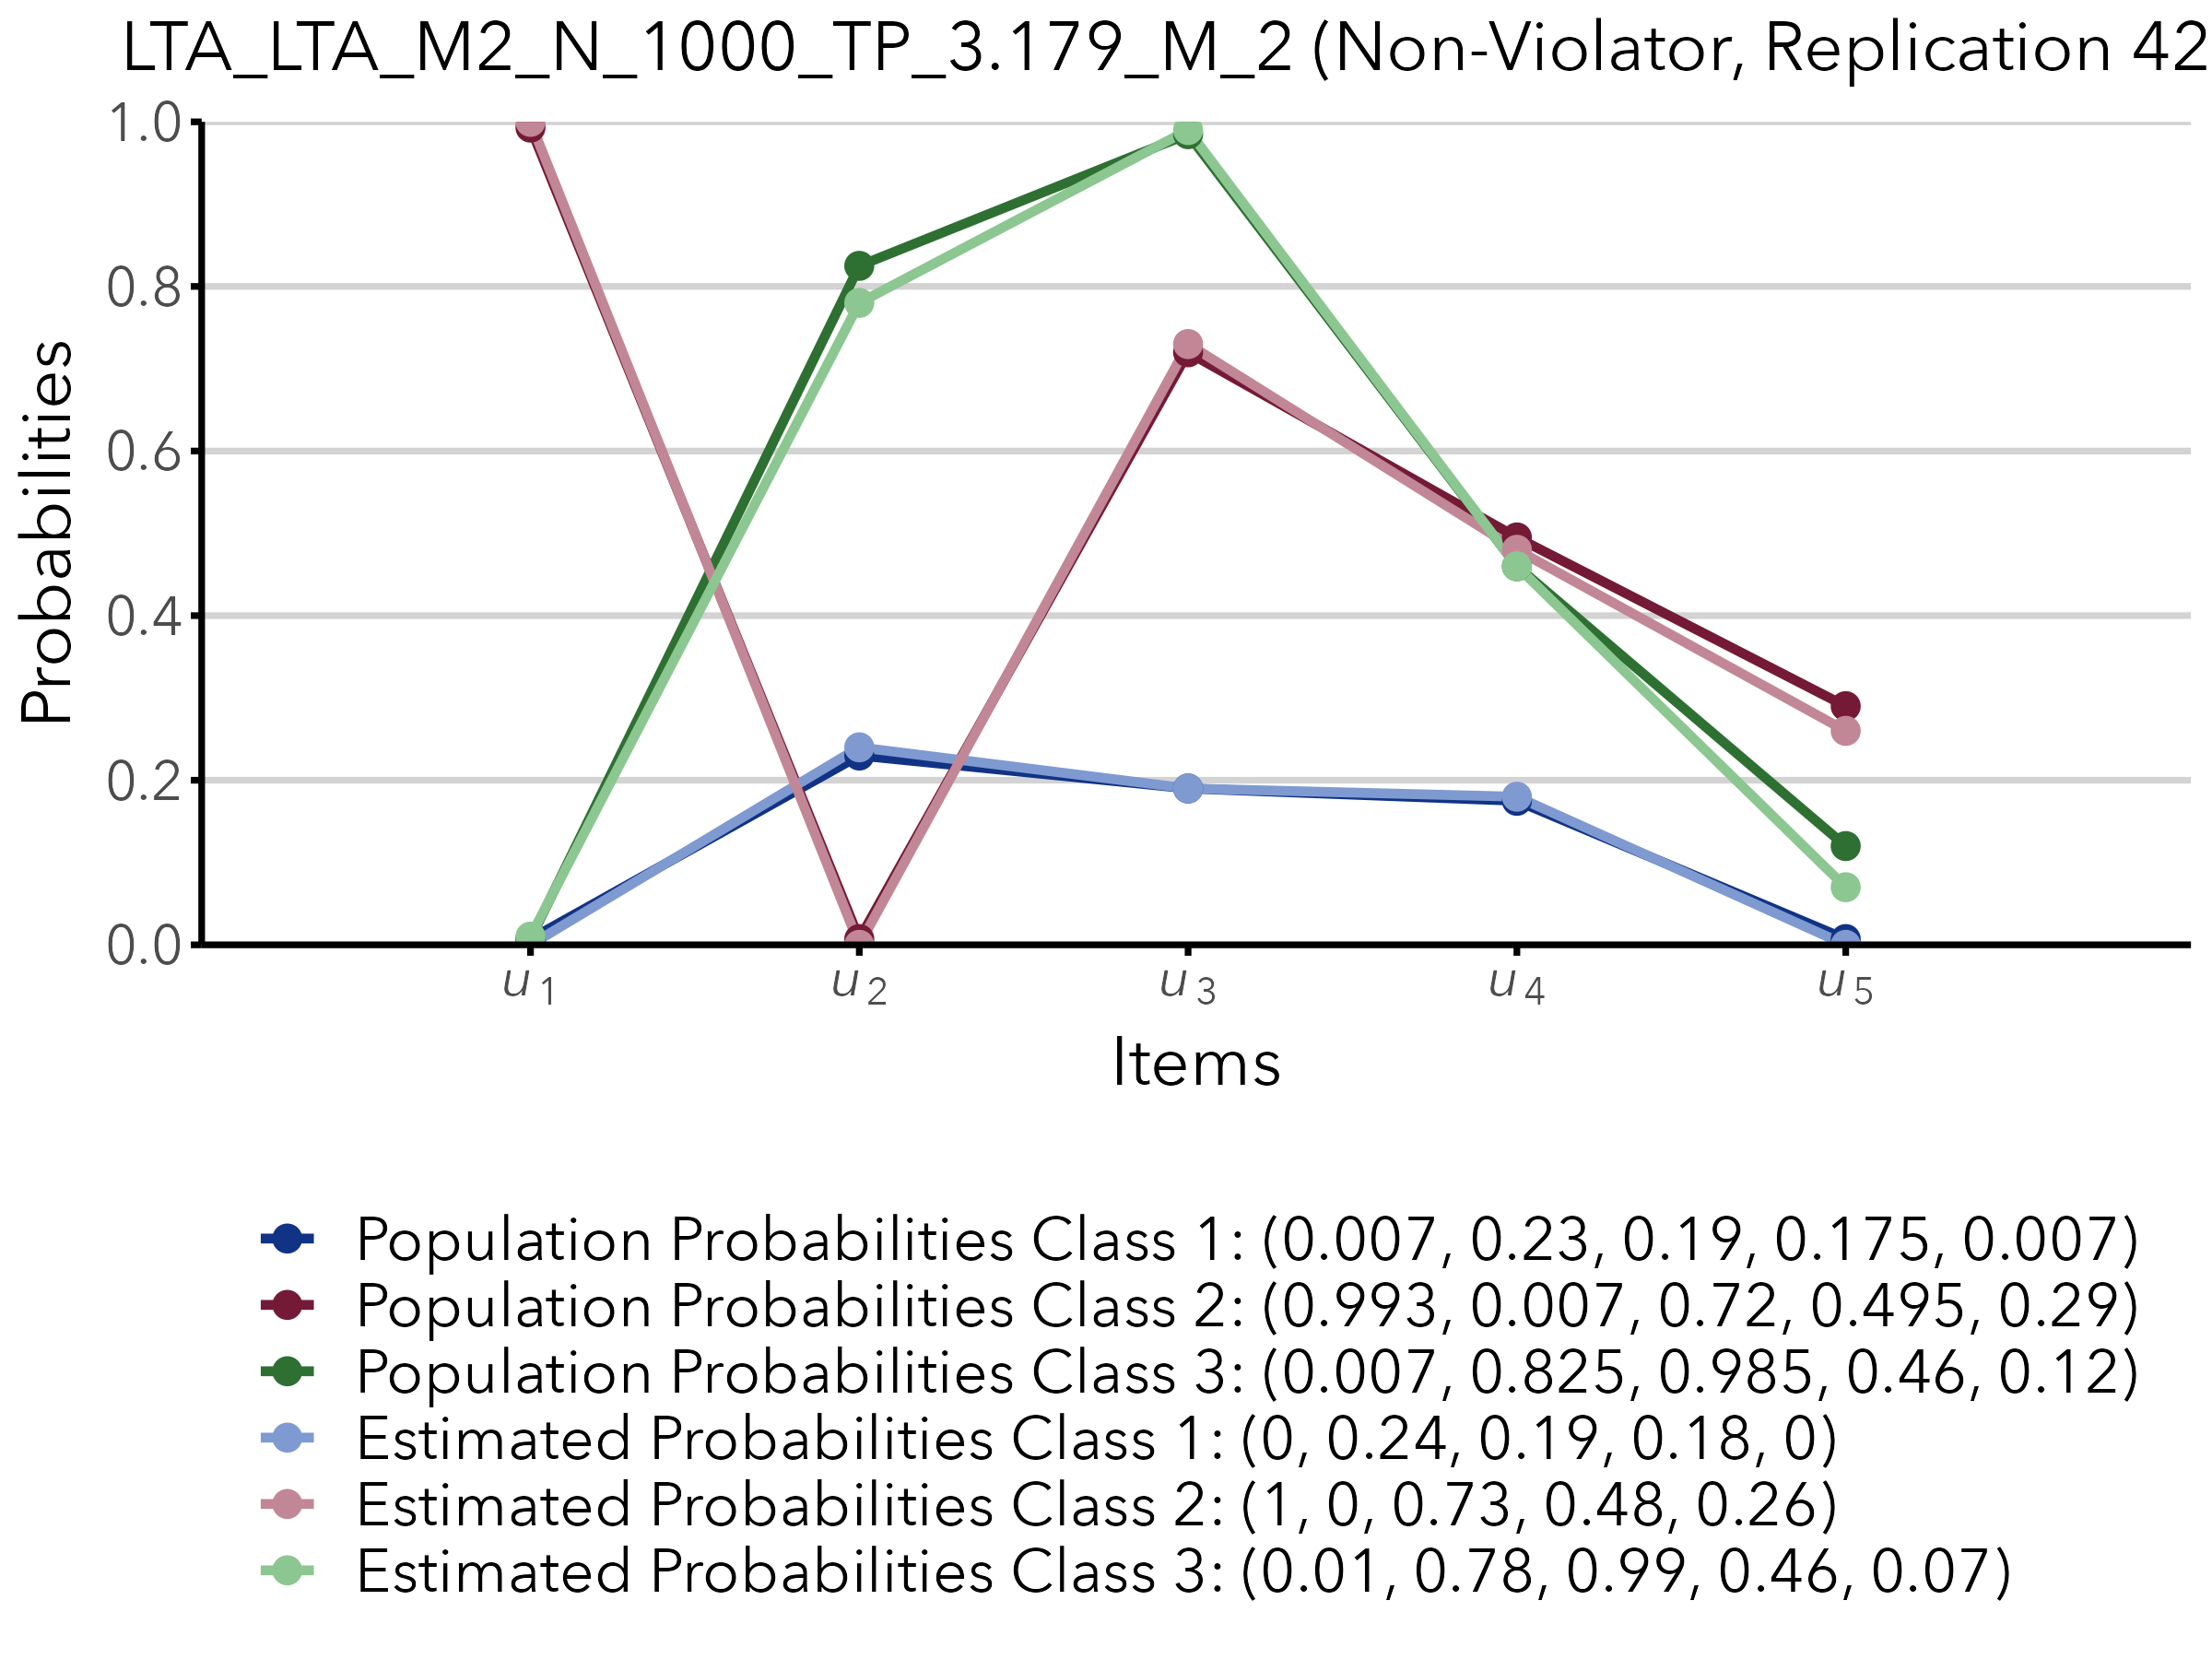 LTA_LTA_M2_N_1000_TP_3.179_M_2 (Non-Violator, Replication 42
Probabilities
1.0
0.8
0.6
0.4
0.2
0.0
u1 u2 u3 u4 u5
Items
Population Probabilities Class 1: (0.007, 0.23, 0.19, 0.175, 0.007)
Population Probabilities Class 2: (0.993, 0.007, 0.72, 0.495, 0.29)
Population Probabilities Class 3: (0.007, 0.825, 0.985, 0.46, 0.12)
Estimated Probabilities Class 1: (0, 0.24, 0.19, 0.18, 0)
Estimated Probabilities Class 2: (1, 0, 0.73, 0.48, 0.26)
Estimated Probabilities Class 3: (0.01, 0.78, 0.99, 0.46, 0.07)